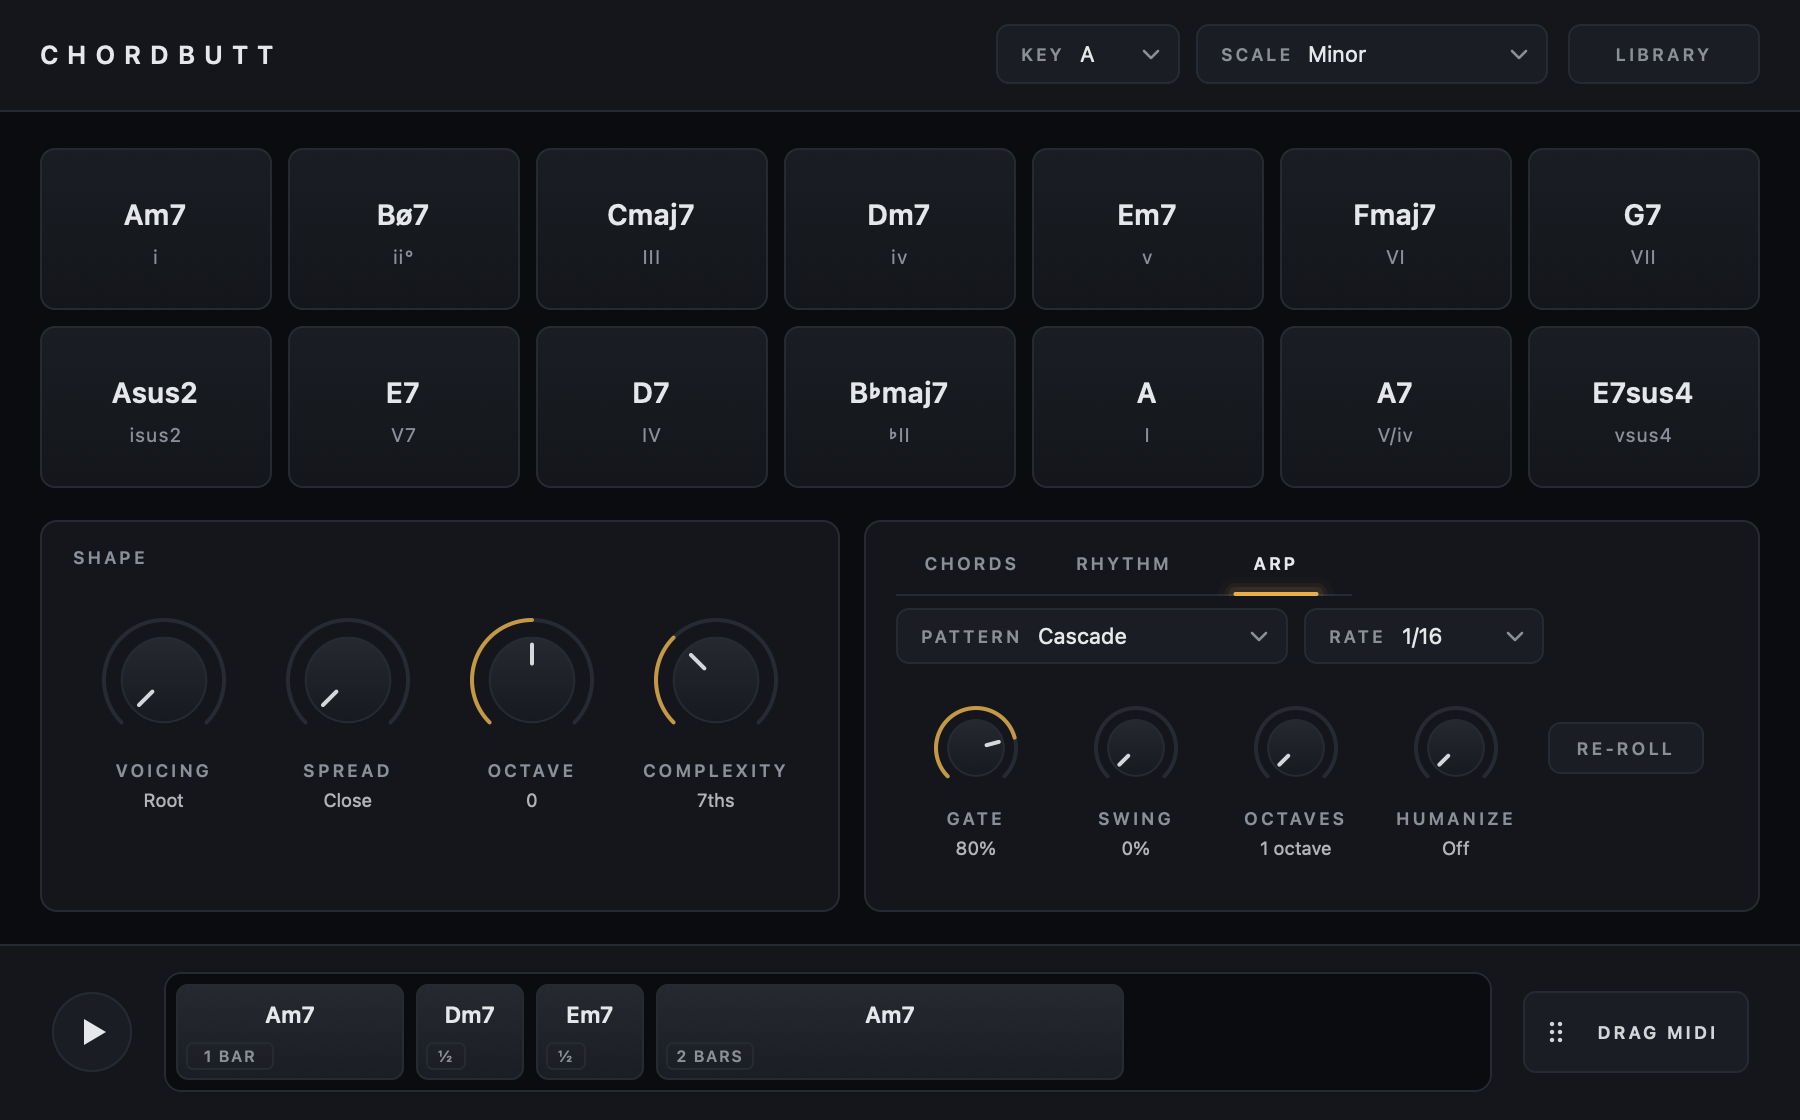 CHORDBUTT
KEY A
SCALE Minor
LIBRARY
Am7
i
Bø7
ii°
Cmaj7
III
Dm7
iv
Em7
v
Fmaj7
VI
G7
VII
Asus2
isus2
E7
V7
D7
IV
B♭maj7
♭II
A
I
A7
V/iv
E7sus4
vsus4
SHAPE
VOICING
Root
SPREAD
Close
OCTAVE
0
COMPLEXITY
7ths
CHORDS
RHYTHM
ARP
PATTERN Cascade
RATE 1/16
GATE
80%
SWING
0%
OCTAVES
1 octave
HUMANIZE
Off
RE-ROLL
Am7
1 BAR
Dm7
½
Em7
½
Am7
2 BARS
DRAG MIDI